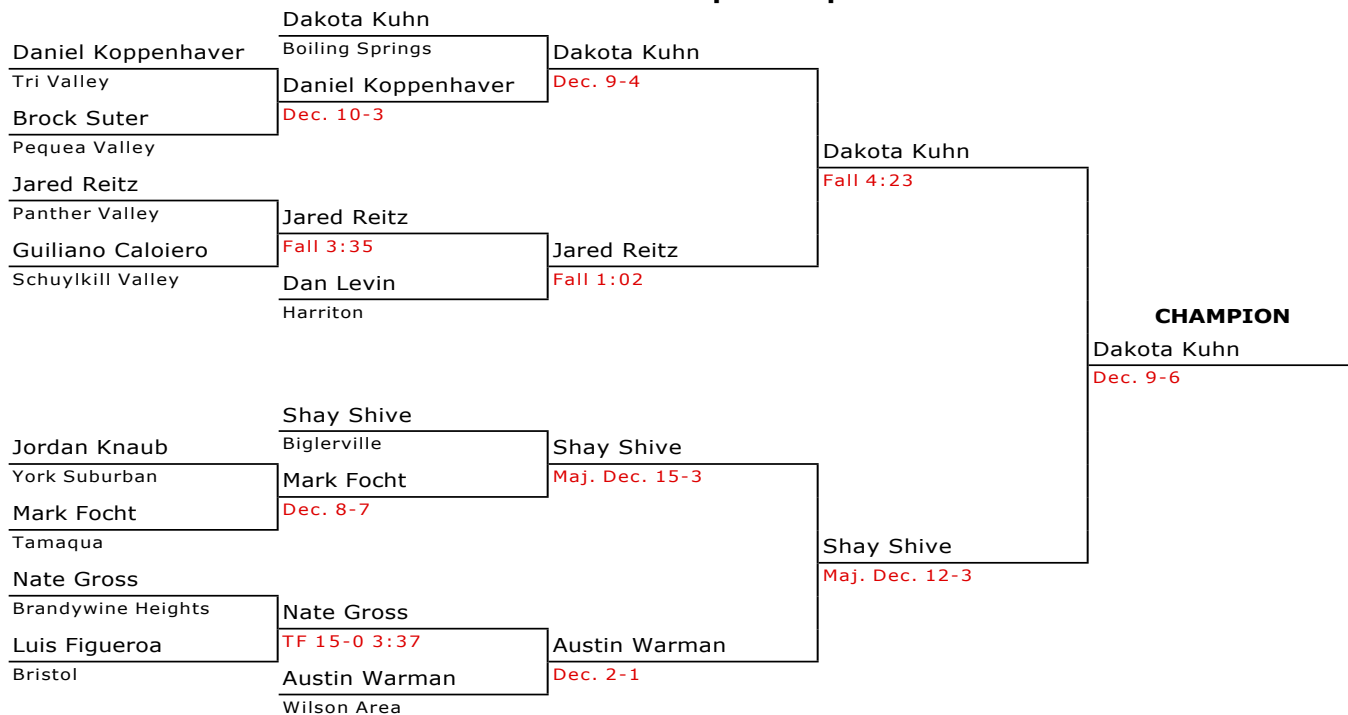 Dakota Kuhn
Daniel Koppenhaver
Boiling Springs
Dakota Kuhn
Tri Valley
Daniel Koppenhaver
Dec. 9-4
Brock Suter
Dec. 10-3
Pequea Valley
Dakota Kuhn
Jared Reitz
Fall 4:23
Panther Valley
Jared Reitz
Guiliano Caloiero
Fall 3:35
Jared Reitz
Schuylkill Valley
Dan Levin
Fall 1:02
Harriton
CHAMPION
Dakota Kuhn
Dec. 9-6
Shay Shive
Jordan Knaub
Biglerville
Shay Shive
York Suburban
Mark Focht
Maj. Dec. 15-3
Mark Focht
Dec. 8-7
Tamaqua
Shay Shive
Nate Gross
Maj. Dec. 12-3
Brandywine Heights
Nate Gross
Luis Figueroa
TF 15-0 3:37
Austin Warman
Bristol
Austin Warman
Dec. 2-1
Wilson Area